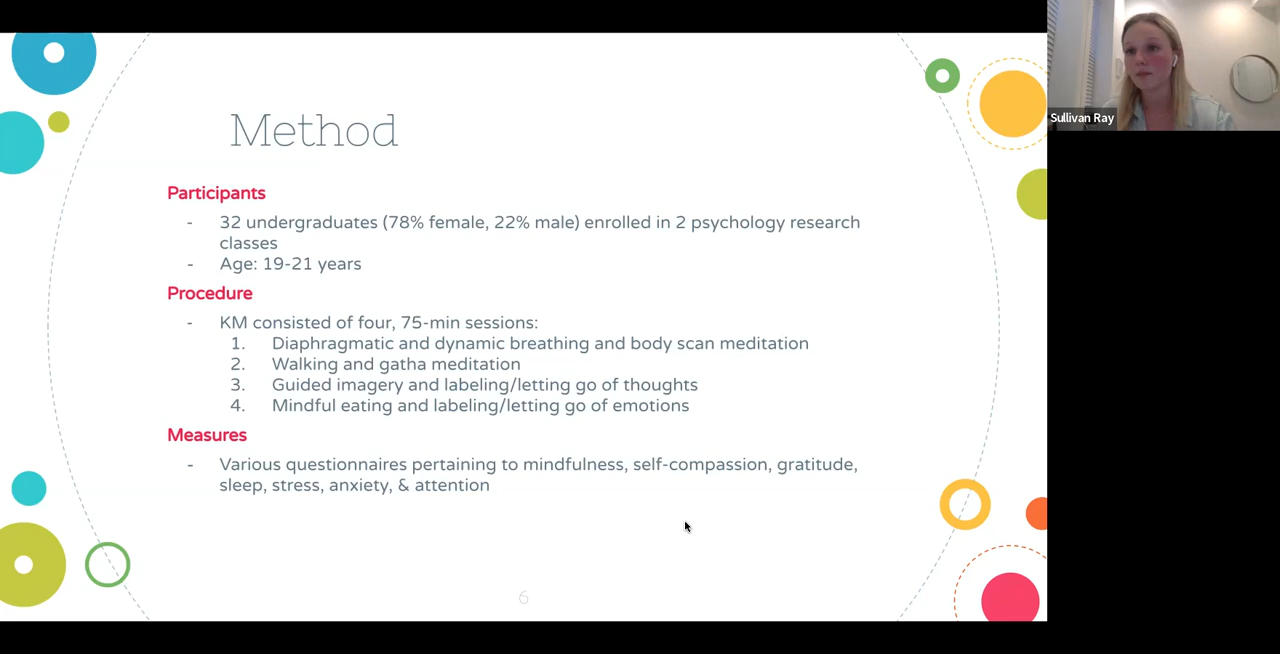 Method
Participants
- 32 undergraduates (78% female, 22% male) enrolled in 2 psychology research
classes
- Age: 19-21 years
Procedure
- KM consisted of four, 75-min sessions:
1. Diaphragmatic and dynamic breathing and body scan meditation
2. Walking and gatha meditation
3. Guided imagery and labeling/letting go of thoughts
4. Mindful eating and labeling/letting go of emotions
Measures
- Various questionnaires pertaining to mindfulness, self-compassion, gratitude,
sleep, stress, anxiety, & attention
6
Sullivan Ray